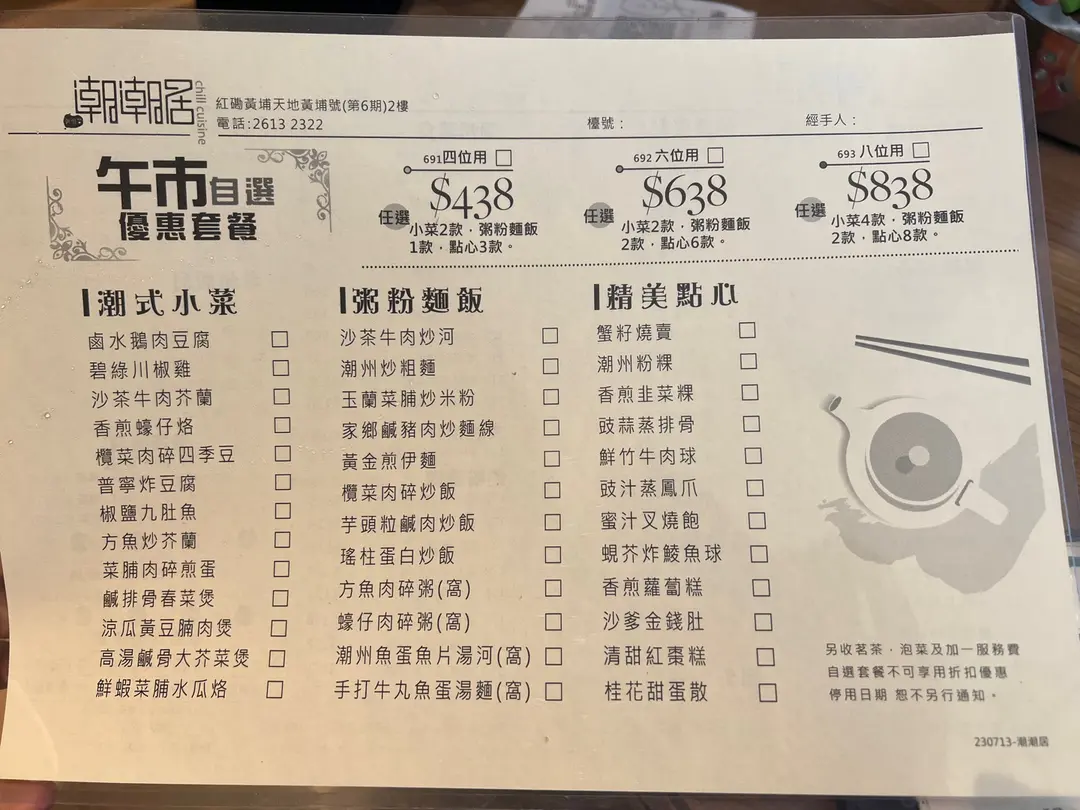 潮潮居 chill cuisine
紅磡黃埔天地黃埔號(第6期)2樓
電話:2613 2322
檯號：
經手人：
午市自選
優惠套餐
691四位用
$438
任選
小菜2款，粥粉麵飯
1款，點心3款。
692六位用
$638
任選
小菜2款，粥粉麵飯
2款，點心6款。
693八位用
$838
任選
小菜4款，粥粉麵飯
2款，點心8款。
潮式小菜
鹵水鵝肉豆腐
碧綠川椒雞
沙茶牛肉芥蘭
香煎蠔仔烙
欖菜肉碎四季豆
普寧炸豆腐
椒鹽九肚魚
方魚炒芥蘭
菜脯肉碎煎蛋
鹹排骨春菜煲
涼瓜黃豆腩肉煲
高湯鹹骨大芥菜煲
鮮蝦菜脯水瓜烙
粥粉麵飯
沙茶牛肉炒河
潮州炒粗麵
玉蘭菜脯炒米粉
家鄉鹹豬肉炒麵線
黃金煎伊麵
欖菜肉碎炒飯
芋頭粒鹹肉炒飯
瑤柱蛋白炒飯
方魚肉碎粥(窩)
蠔仔肉碎粥(窩)
潮州魚蛋魚片湯河(窩)
手打牛丸魚蛋湯麵(窩)
精美點心
蟹籽燒賣
潮州粉粿
香煎韭菜粿
豉蒜蒸排骨
鮮竹牛肉球
豉汁蒸鳳爪
蜜汁叉燒飽
蜆芥炸鯪魚球
香煎蘿蔔糕
沙爹金錢肚
清甜紅棗糕
桂花甜蛋散
另收茗茶，泡菜及加一服務費
自選套餐不可享用折扣優惠
停用日期 恕不另行通知。
230713-潮潮居